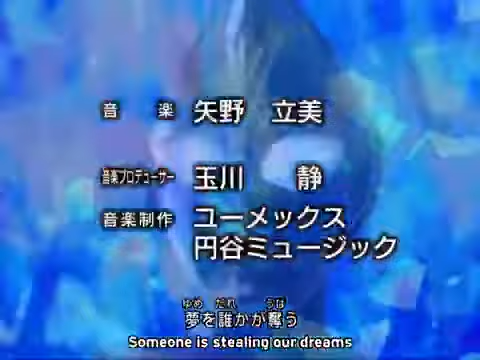 音　楽　矢野　立美
音楽プロデューサー　玉川　静
音楽制作　ユーメックス
円谷ミュージック
ゆめ　だれ　うば
夢を誰かが奪う
Someone is stealing our dreams